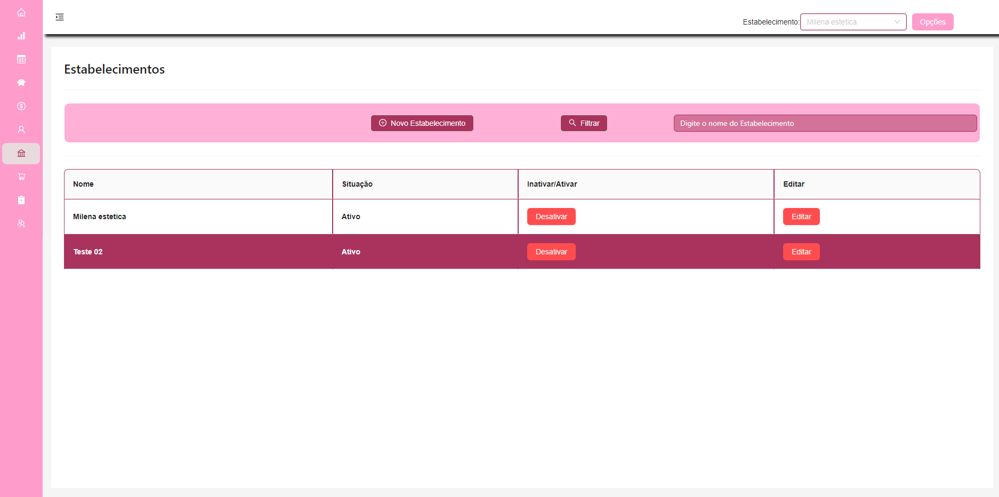 Estabelecimento: Milena estetica Opções
Estabelecimentos
Novo Estabelecimento Filtrar Digite o nome do Estabelecimento
Nome Situação Inativar/Ativar Editar
Milena estetica Ativo Desativar Editar
Teste 02 Ativo Desativar Editar